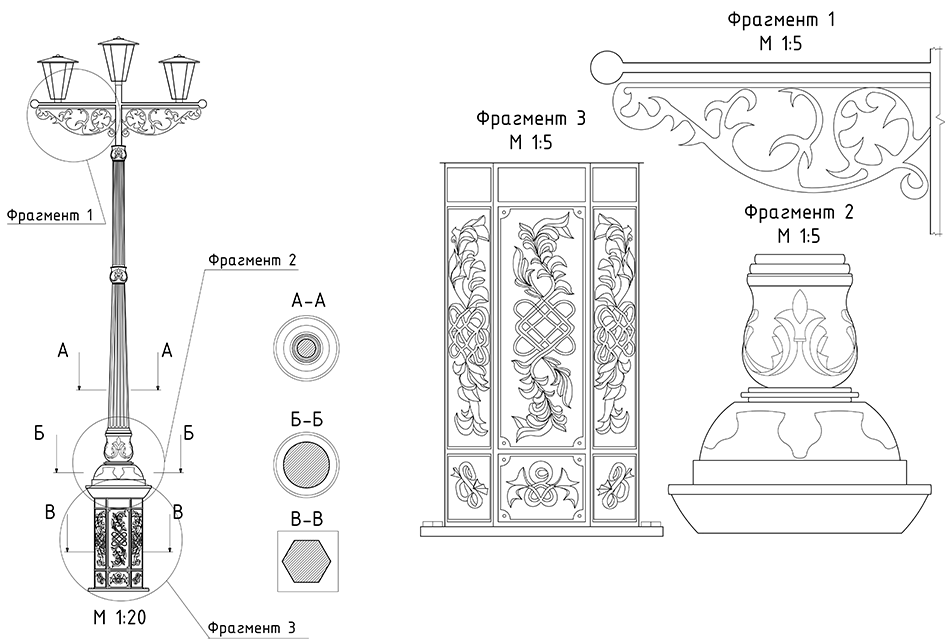 Фрагмент 1
М 1:5
Фрагмент 3
М 1:5
Фрагмент 1
Фрагмент 2
М 1:5
Фрагмент 2
А-А
А А
Б-Б
Б Б
В-В
В В
М 1:20
Фрагмент 3